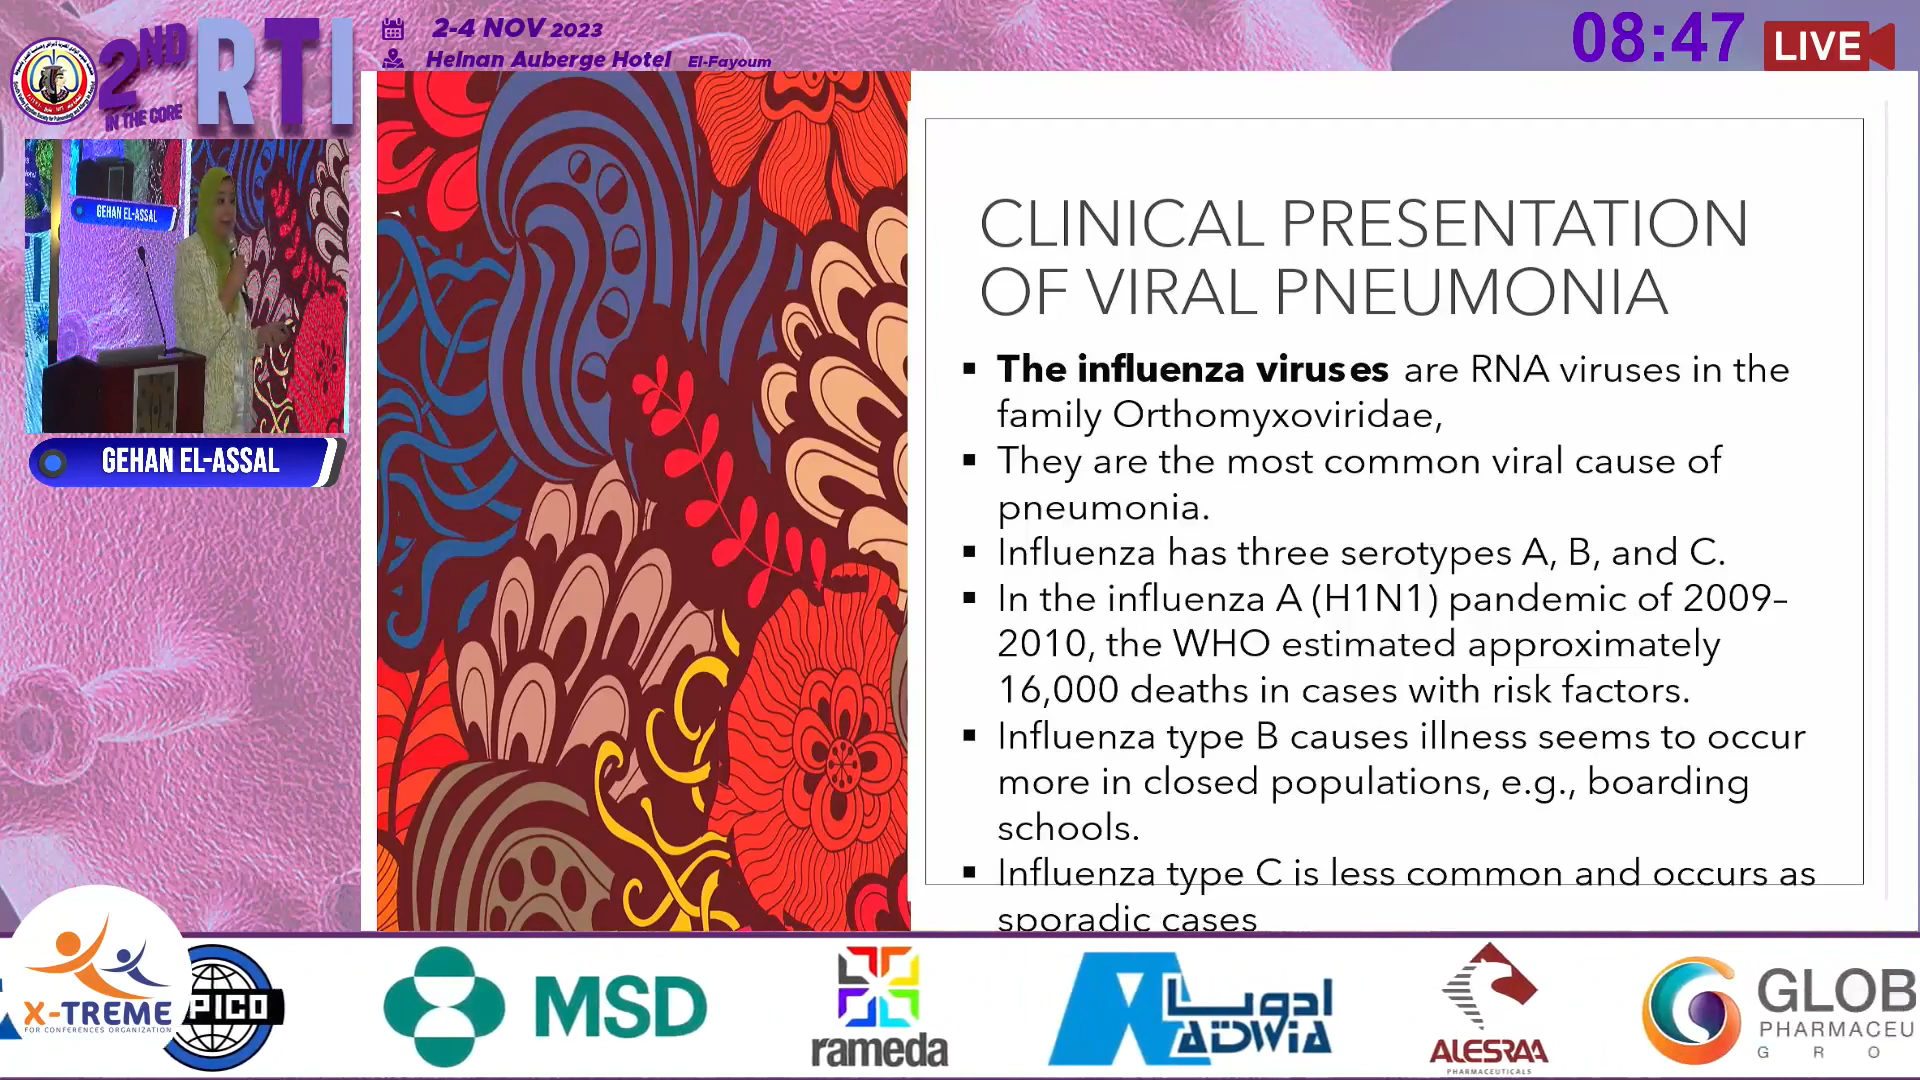 2ND
IN THE CORE
RTI
2-4 NOV 2023
Helnan Auberge Hotel El-Fayoum
08:47
LIVE
GEHAN EL-ASSAL
GEHAN EL-ASSAL
CLINICAL PRESENTATION
OF VIRAL PNEUMONIA
▪ The influenza viruses are RNA viruses in the
family Orthomyxoviridae,
▪ They are the most common viral cause of
pneumonia.
▪ Influenza has three serotypes A, B, and C.
▪ In the influenza A (H1N1) pandemic of 2009–
2010, the WHO estimated approximately
16,000 deaths in cases with risk factors.
▪ Influenza type B causes illness seems to occur
more in closed populations, e.g., boarding
schools.
▪ Influenza type C is less common and occurs as
sporadic cases
X-TREME
FOR CONFERENCES ORGANIZATION
PICO
MSD
rameda
ادويا
ADWIA
ALESRAA
PHARMACEUTICALS
GLOB
PHARMACEU
G R O